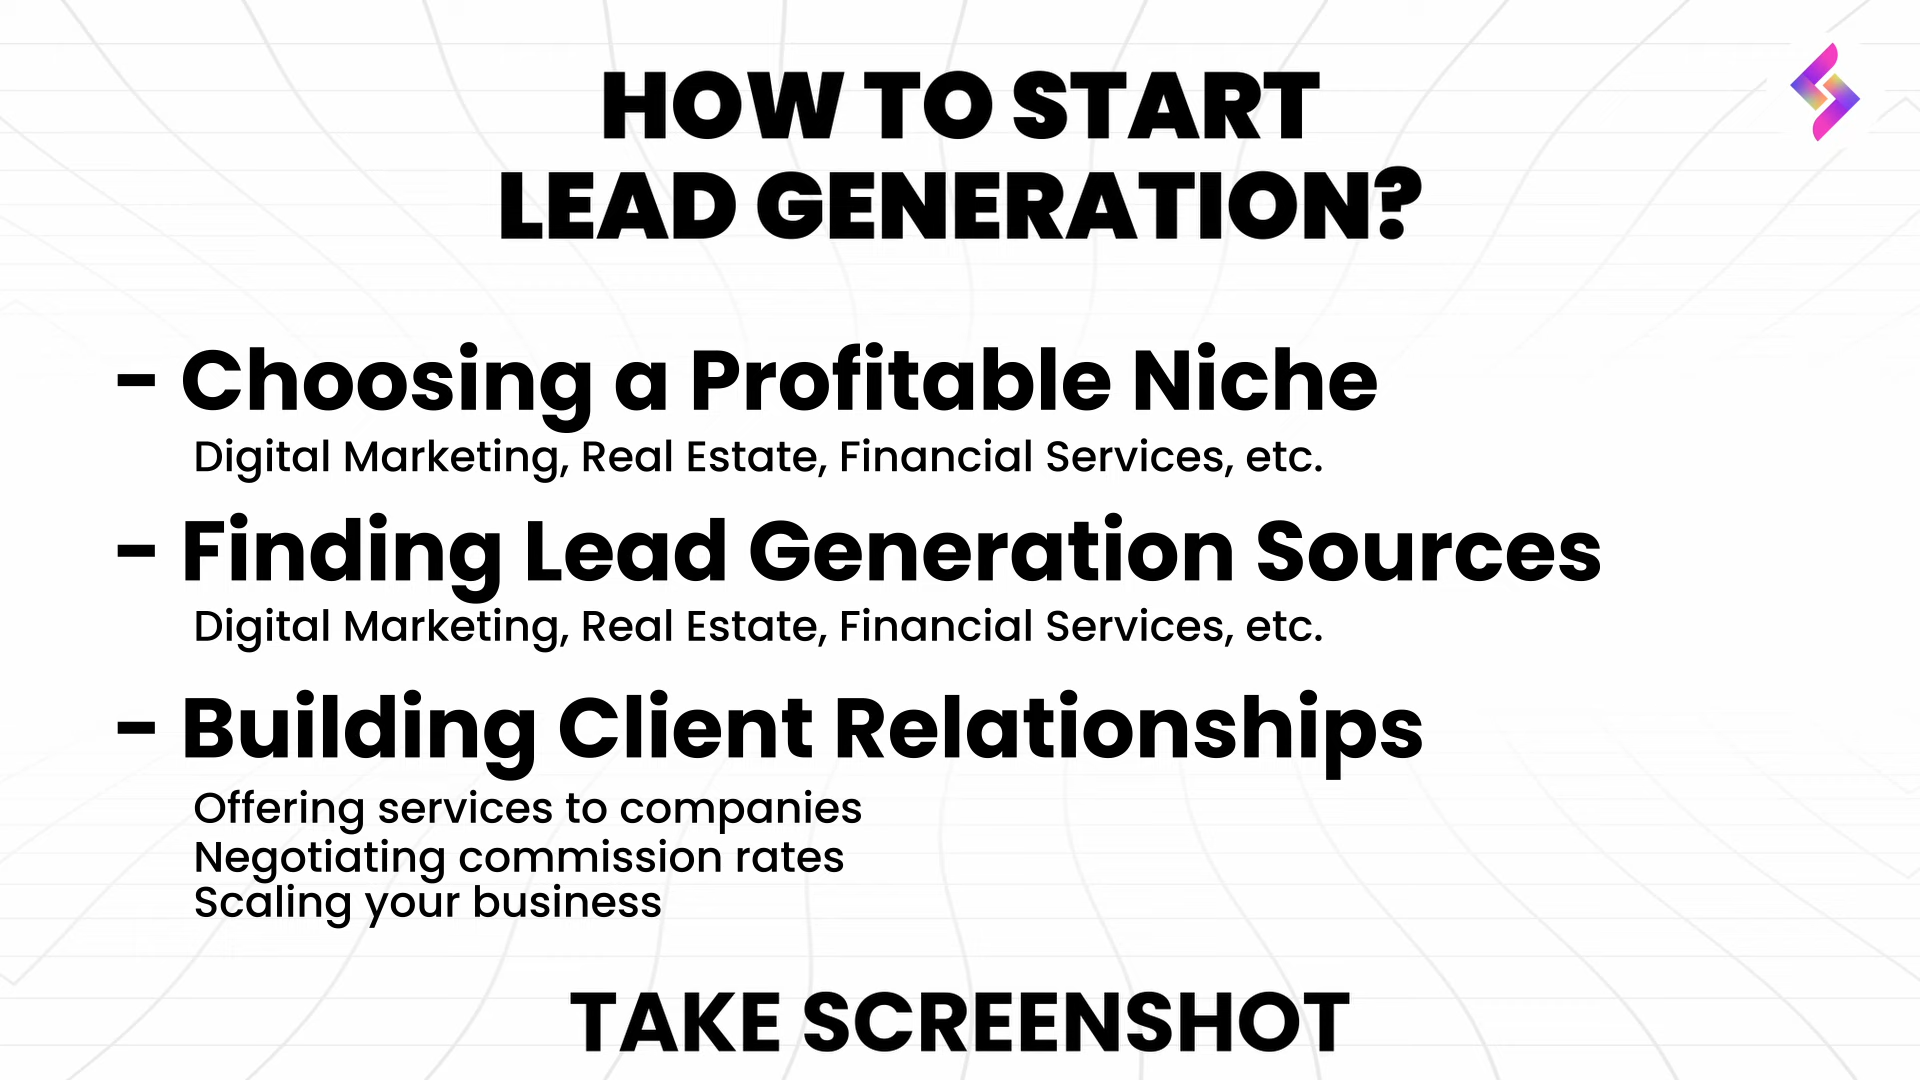 HOW TO START
LEAD GENERATION?
- Choosing a Profitable Niche
Digital Marketing, Real Estate, Financial Services, etc.
- Finding Lead Generation Sources
Digital Marketing, Real Estate, Financial Services, etc.
- Building Client Relationships
Offering services to companies
Negotiating commission rates
Scaling your business
TAKE SCREENSHOT